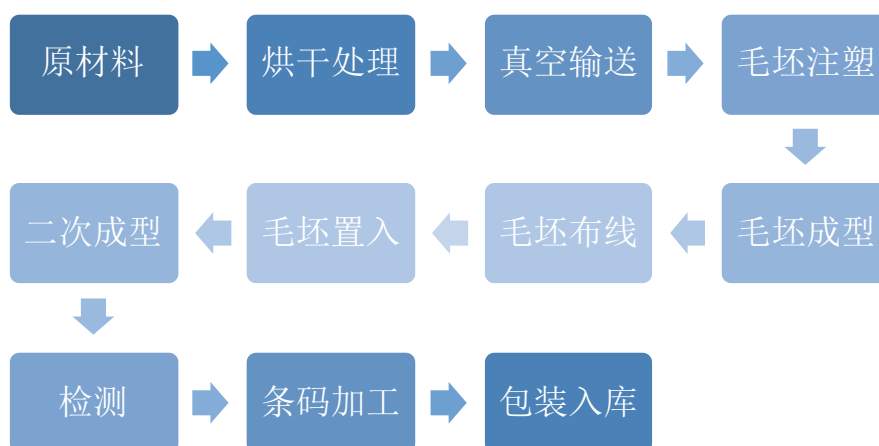 原材料
烘干处理
真空输送
毛坯注塑
毛坯成型
毛坯布线
毛坯置入
二次成型
检测
条码加工
包装入库